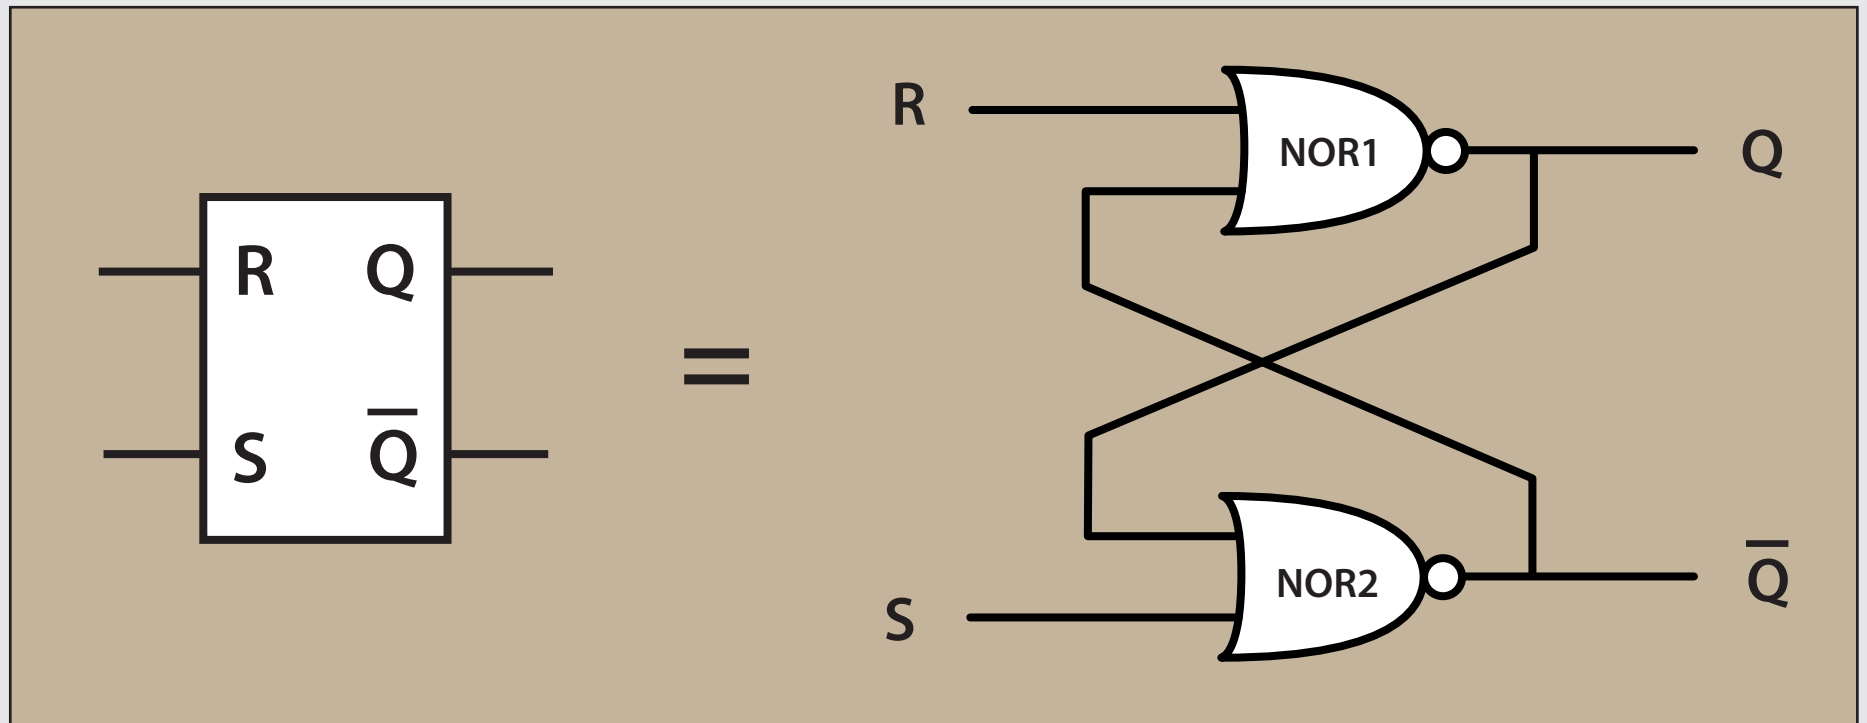 R Q
S Q̅
=
R
NOR1
Q
NOR2
S
Q̅